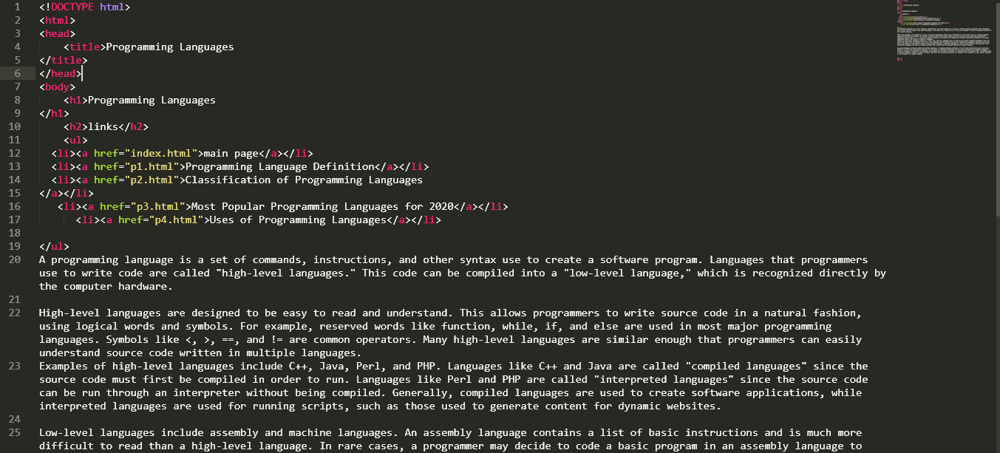 1 <!DOCTYPE html>
2 <html>
3 <head>
4     <title>Programming Languages
5 </title>
6 </head>
7 <body>
8     <h1>Programming Languages
9 </h1>
10     <h2>links</h2>
11     <ul>
12   <li><a href="index.html">main page</a></li>
13   <li><a href="p1.html">Programming Language Definition</a></li>
14   <li><a href="p2.html">Classification of Programming Languages
15 </a></li>
16    <li><a href="p3.html">Most Popular Programming Languages for 2020</a></li>
17       <li><a href="p4.html">Uses of Programming Languages</a></li>
18
19 </ul>
20 A programming language is a set of commands, instructions, and other syntax use to create a software program. Languages that programmers
use to write code are called "high-level languages." This code can be compiled into a "low-level language," which is recognized directly by
the computer hardware.
21
22 High-level languages are designed to be easy to read and understand. This allows programmers to write source code in a natural fashion,
using logical words and symbols. For example, reserved words like function, while, if, and else are used in most major programming
languages. Symbols like <, >, ==, and != are common operators. Many high-level languages are similar enough that programmers can easily
understand source code written in multiple languages.
23 Examples of high-level languages include C++, Java, Perl, and PHP. Languages like C++ and Java are called "compiled languages" since the
source code must first be compiled in order to run. Languages like Perl and PHP are called "interpreted languages" since the source code
can be run through an interpreter without being compiled. Generally, compiled languages are used to create software applications, while
interpreted languages are used for running scripts, such as those used to generate content for dynamic websites.
24
25 Low-level languages include assembly and machine languages. An assembly language contains a list of basic instructions and is much more
difficult to read than a high-level language. In rare cases, a programmer may decide to code a basic program in an assembly language to